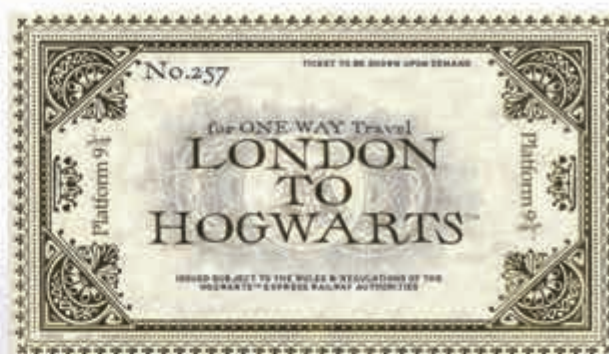 No.257
TICKET TO BE SHOWN UPON DEMAND
for ONE WAY Travel
LONDON
TO
HOGWARTS™
Platform 9¾
Platform 9¾
ISSUED SUBJECT TO THE RULES & REGULATIONS OF THE
HOGWARTS™ EXPRESS RAILWAY AUTHORITIES